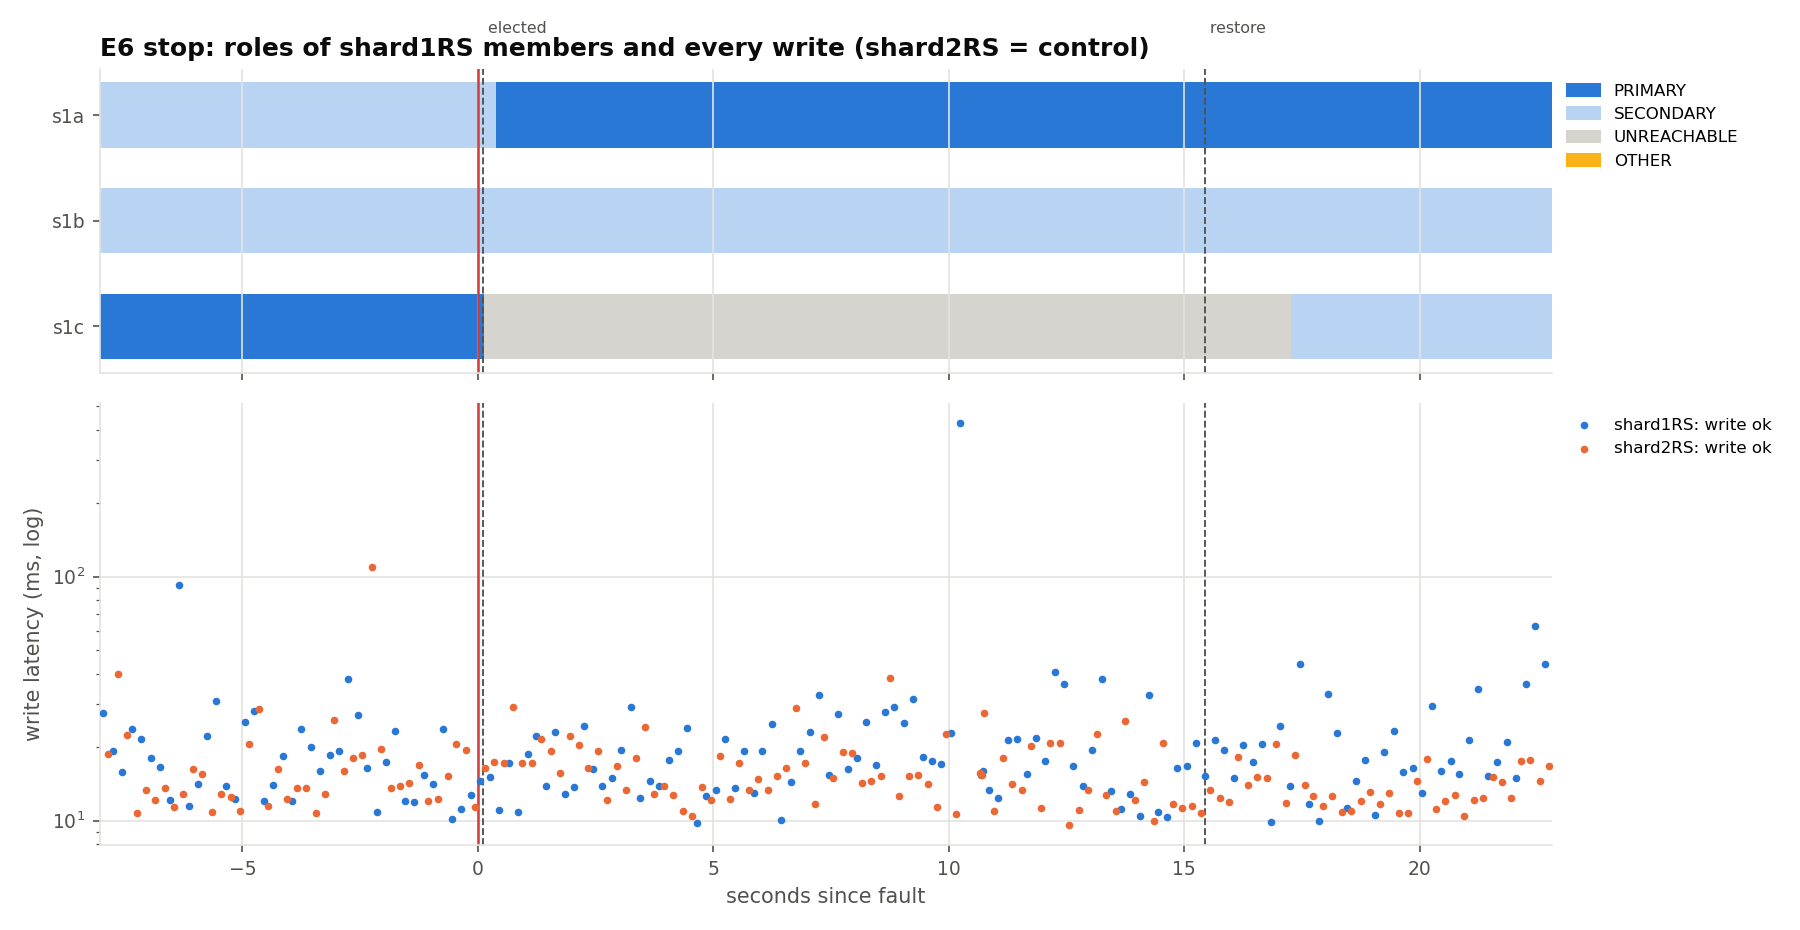 elected
restore
E6 stop: roles of shard1RS members and every write (shard2RS = control)
s1a
s1b
s1c
PRIMARY
SECONDARY
UNREACHABLE
OTHER
write latency (ms, log)
10²
10¹
shard1RS: write ok
shard2RS: write ok
−5 0 5 10 15 20
seconds since fault